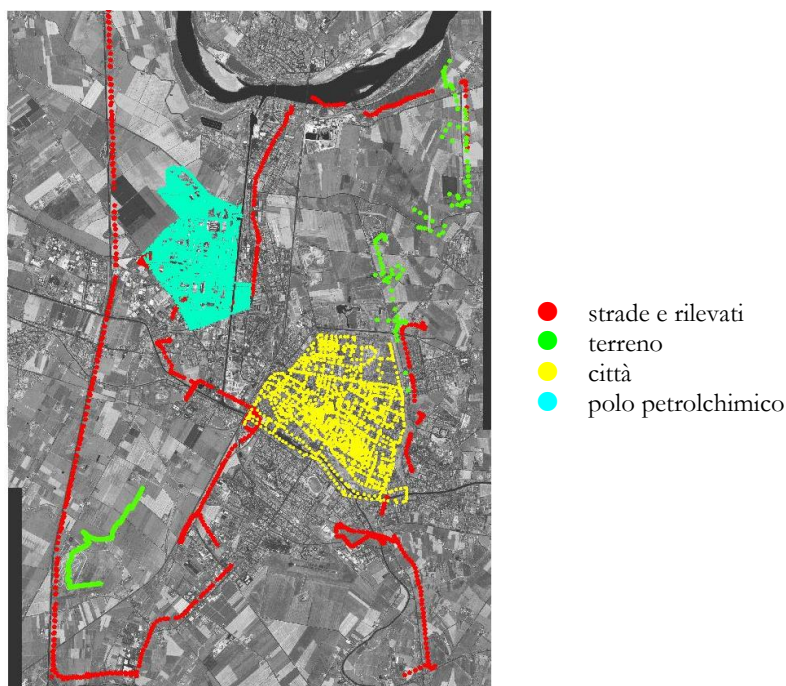 strade e rilevati
terreno
città
polo petrolchimico